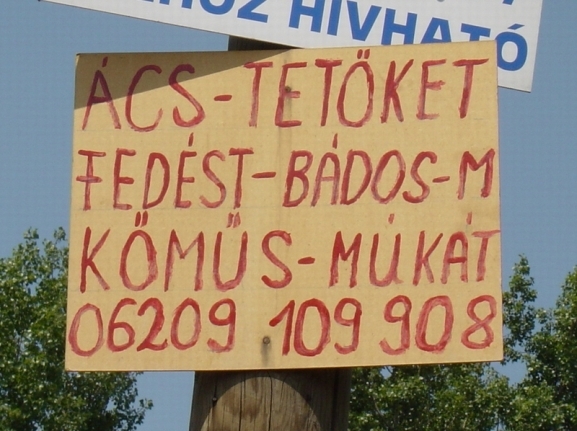 HÍVHATÓ
ÁCS-TETŐKET
FEDÉST-BÁDOS-M
KŐMŰS-MÚKÁT
06209 109 908